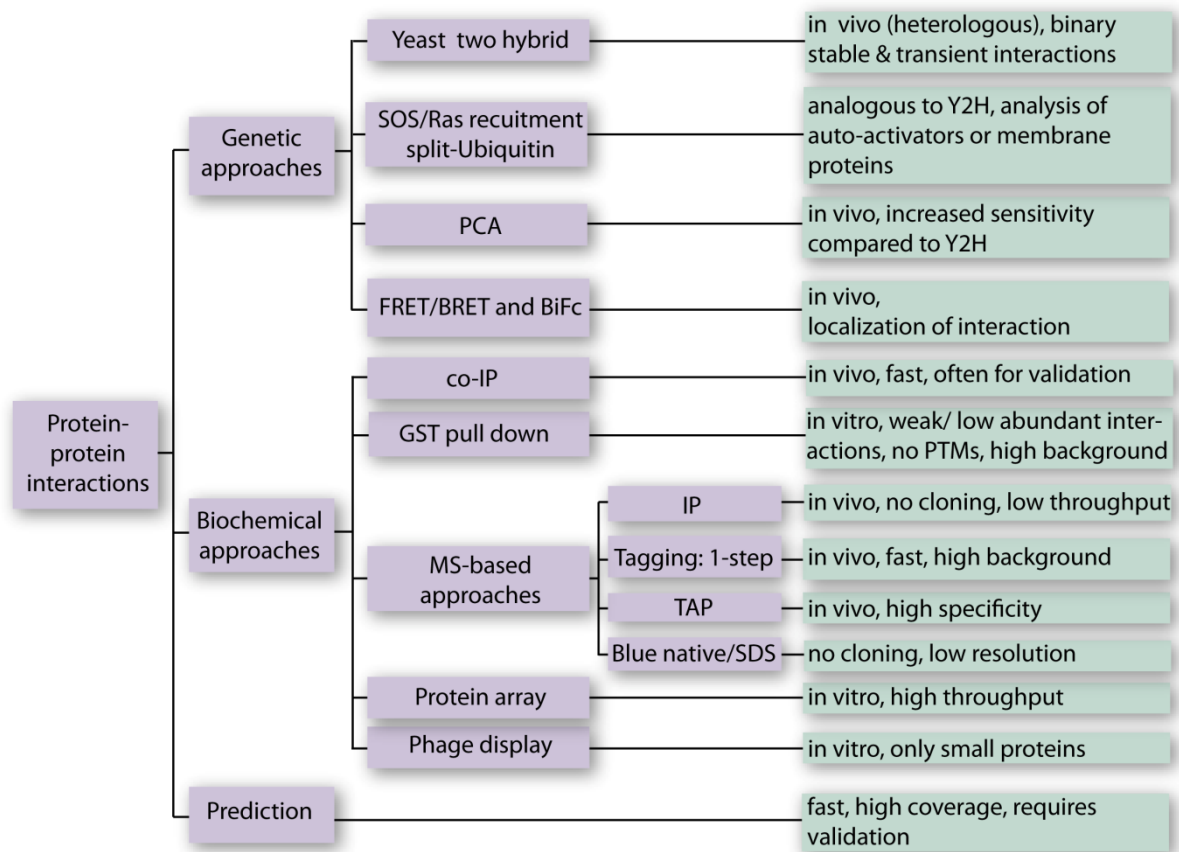 Yeast two hybrid
in vivo (heterologous), binary
stable & transient interactions
SOS/Ras recuitment
split-Ubiquitin
analogous to Y2H, analysis of
auto-activators or membrane
proteins
Genetic
approaches
PCA
in vivo, increased sensitivity
compared to Y2H
FRET/BRET and BiFc
in vivo,
localization of interaction
co-IP
in vivo, fast, often for validation
Protein-
protein
interactions
GST pull down
in vitro, weak/ low abundant inter-
actions, no PTMs, high background
Biochemical
approaches
MS-based
approaches
IP
in vivo, no cloning, low throughput
Tagging: 1-step
in vivo, fast, high background
TAP
in vivo, high specificity
Blue native/SDS
no cloning, low resolution
Protein array
in vitro, high throughput
Phage display
in vitro, only small proteins
Prediction
fast, high coverage, requires
validation